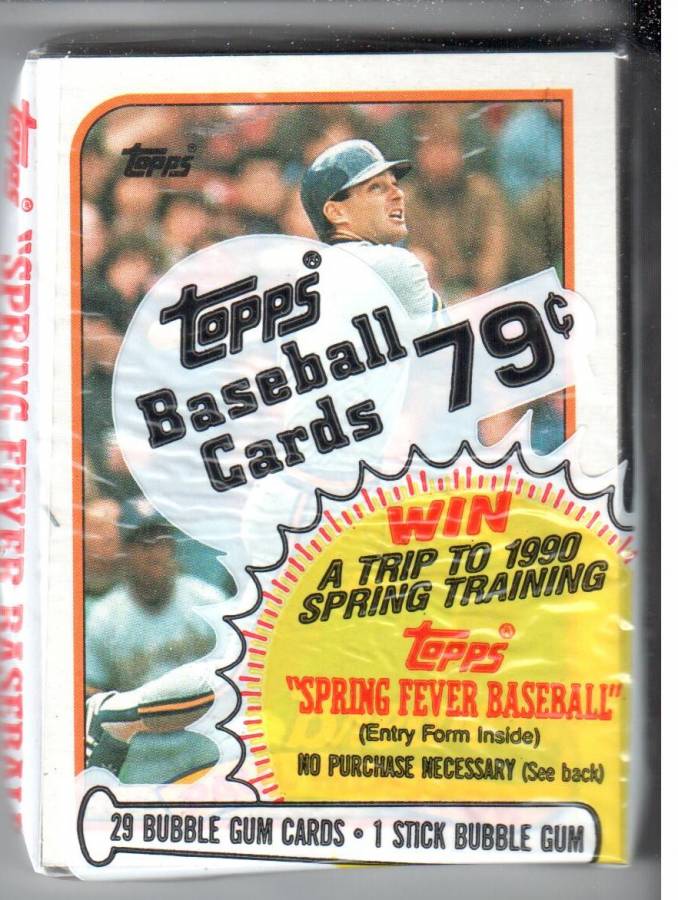 Topps®
Topps®
Baseball
Cards
79¢
WIN
A TRIP TO 1990
SPRING TRAINING
Topps®
"SPRING FEVER BASEBALL"
(Entry Form Inside)
NO PURCHASE NECESSARY (See back)
29 BUBBLE GUM CARDS • 1 STICK BUBBLE GUM
Topps® "SPRING FEVER BASEBALL